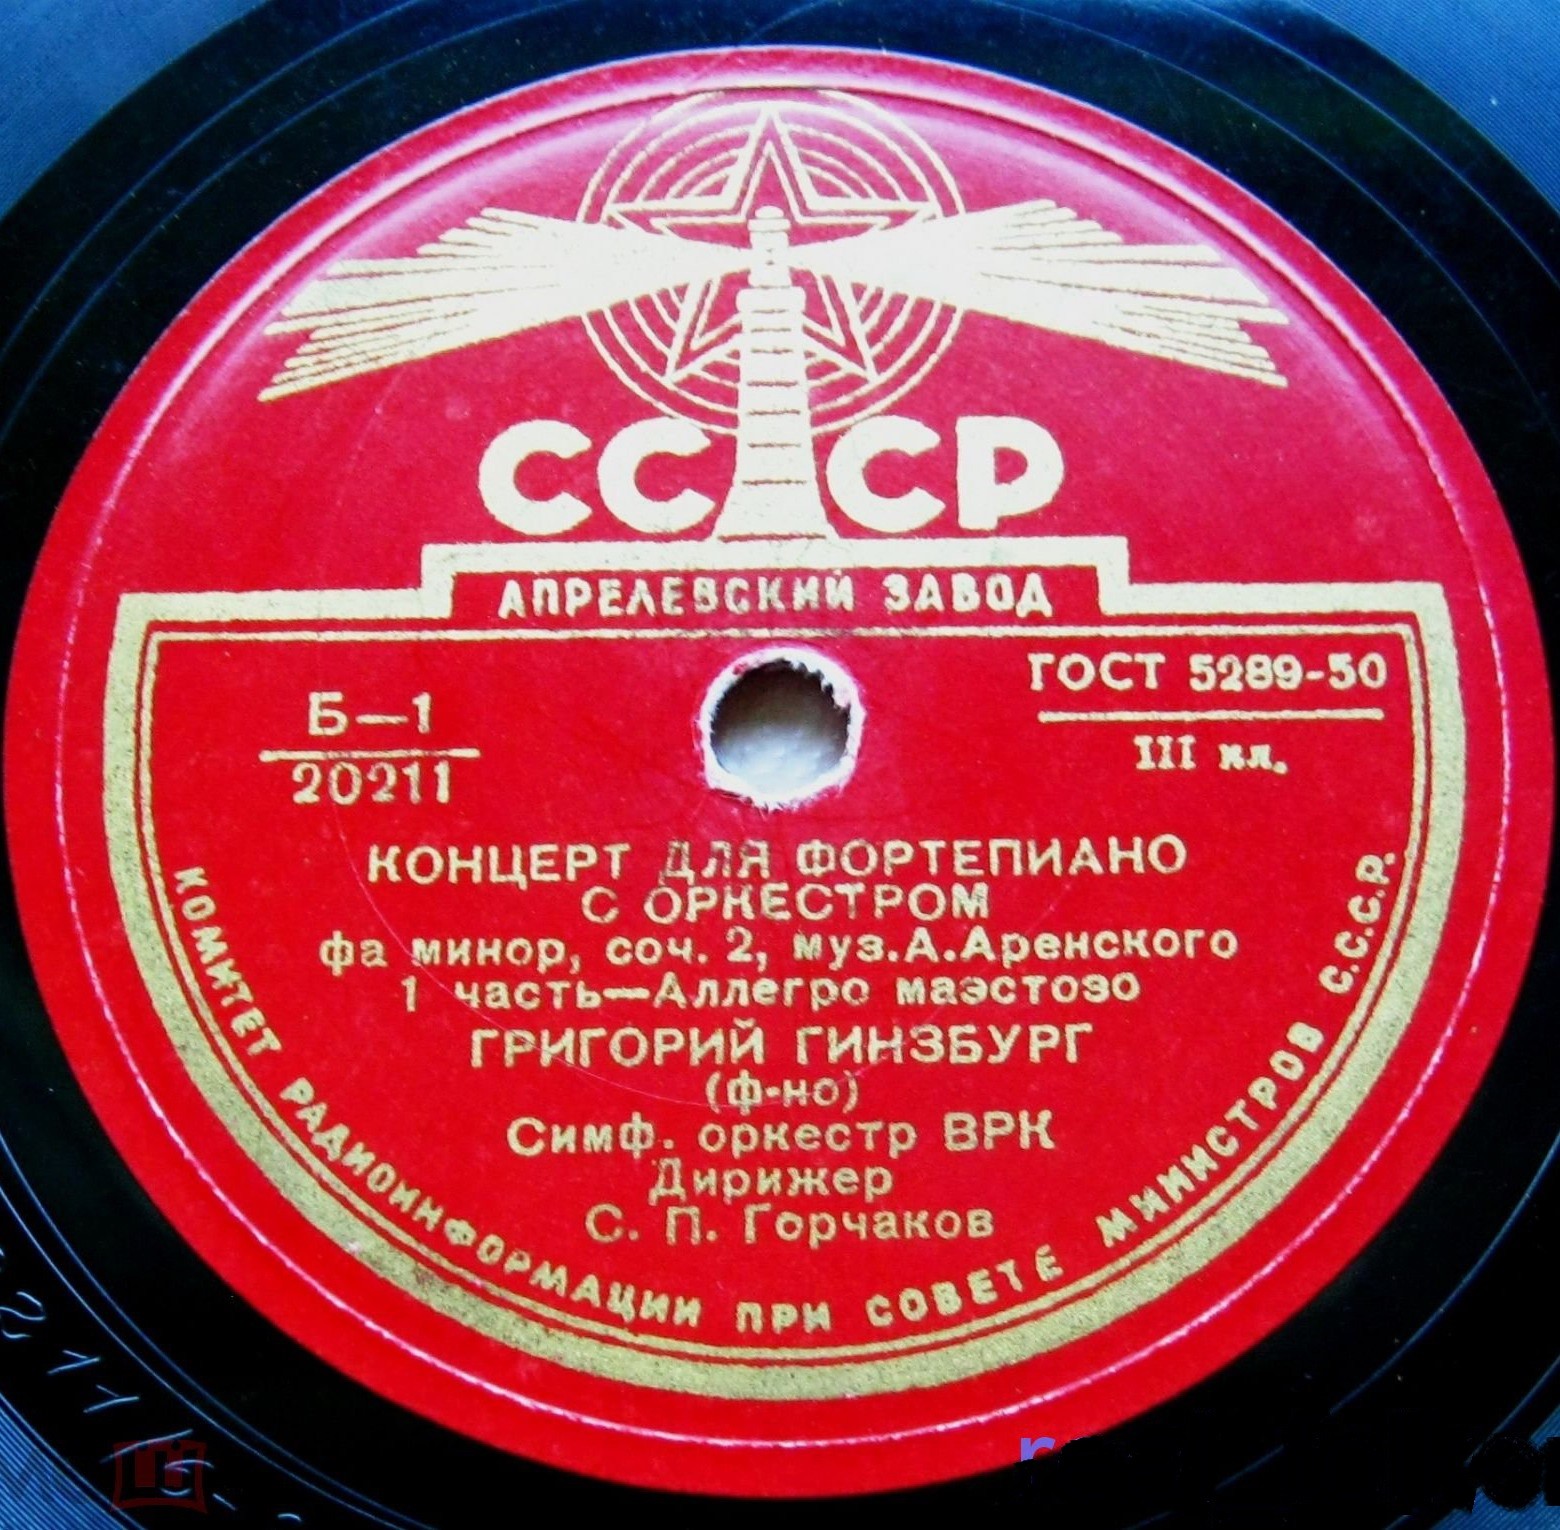 СССР
АПРЕЛЕВСКИЙ ЗАВОД
ГОСТ 5289-50
III кл.
Б—1
20211
КОНЦЕРТ ДЛЯ ФОРТЕПИАНО
С ОРКЕСТРОМ
фа минор, соч. 2, муз.А.Аренского
1 часть—Аллегро маэстозо
ГРИГОРИЙ ГИНЗБУРГ
(ф-но)
Симф. оркестр ВРК
Дирижер
С. П. Горчаков
КОМИТЕТ РАДИОИНФОРМАЦИИ ПРИ СОВЕТЕ МИНИСТРОВ С.С.С.Р.